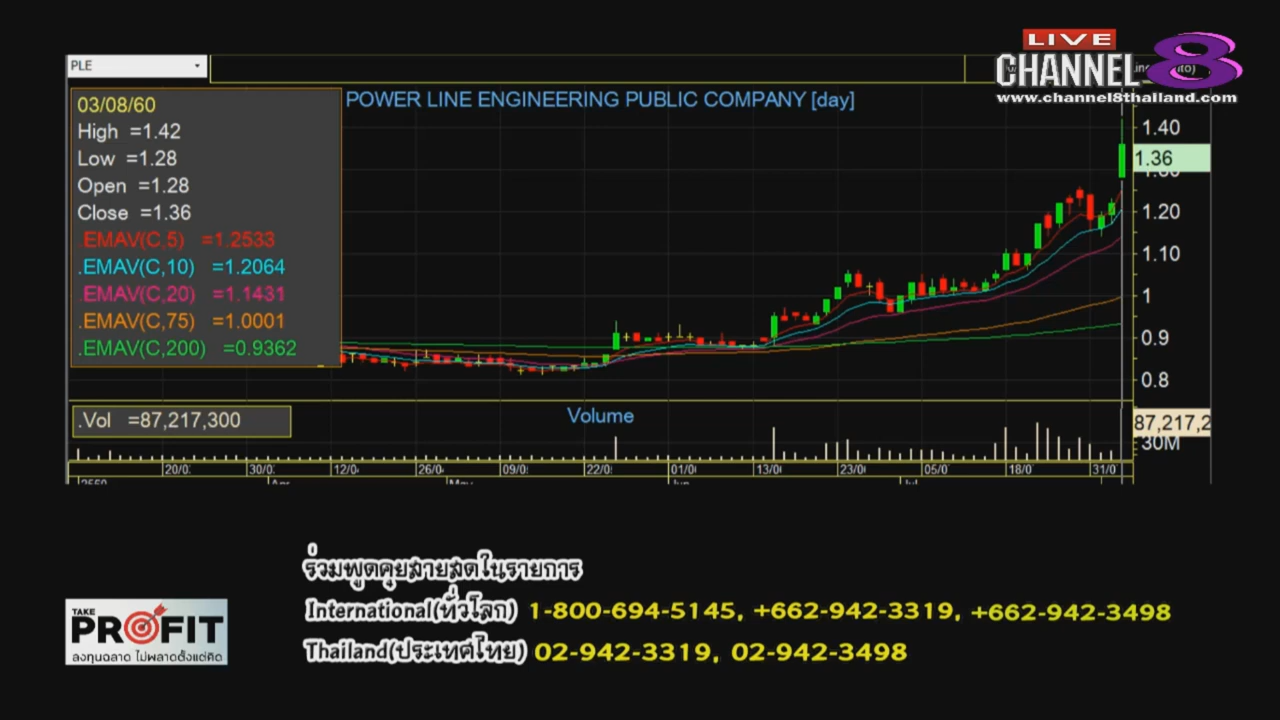 LIVE
CHANNEL 8
www.channel8thailand.com
PLE
POWER LINE ENGINEERING PUBLIC COMPANY [day]
03/08/60
High =1.42
Low =1.28
Open =1.28
Close =1.36
.EMAV(C,5) =1.2533
.EMAV(C,10) =1.2064
.EMAV(C,20) =1.1431
.EMAV(C,75) =1.0001
.EMAV(C,200) =0.9362
1.40
1.36
1.20
1.10
1
0.9
0.8
.Vol =87,217,300
Volume
87,217,2
30M
20/0 30/0 12/0 26/0 09/0 22/0 01/0 13/0 23/0 05/0 18/0 31/0
2560 Apr May Jun Jul
ร่วมพูดคุยสายสดในรายการ
International(ทั่วโลก) 1-800-694-5145, +662-942-3319, +662-942-3498
Thailand(ประเทศไทย) 02-942-3319, 02-942-3498
TAKE
PROFIT
ลงทุนฉลาด ไม่พลาดตั้งแต่คิด